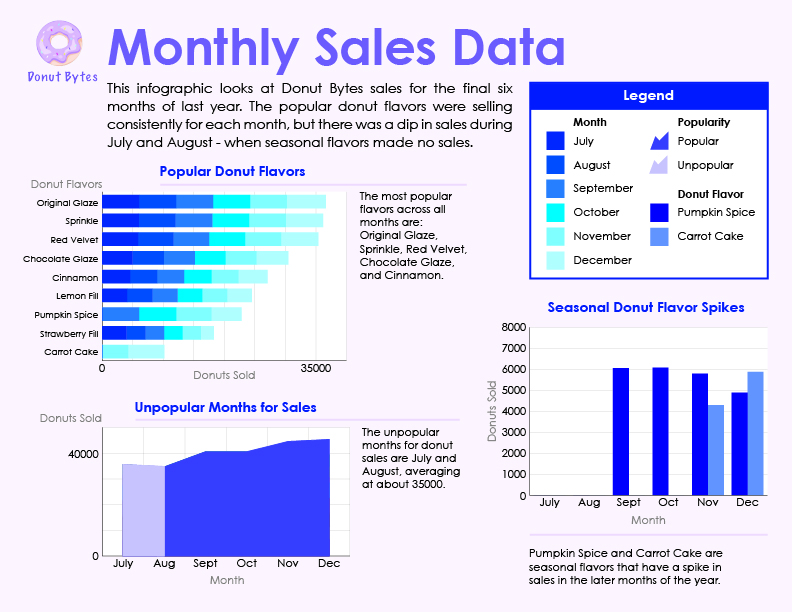 Monthly Sales Data
Donut Bytes
This infographic looks at Donut Bytes sales for the final six
months of last year. The popular donut flavors were selling
consistently for each month, but there was a dip in sales during
July and August - when seasonal flavors made no sales.
Legend
Month
July
August
September
October
November
December
Popularity
Popular
Unpopular
Donut Flavor
Pumpkin Spice
Carrot Cake
Popular Donut Flavors
Donut Flavors
Original Glaze
Sprinkle
Red Velvet
Chocolate Glaze
Cinnamon
Lemon Fill
Pumpkin Spice
Strawberry Fill
Carrot Cake
0 35000
Donuts Sold
The most popular
flavors across all
months are:
Original Glaze,
Sprinkle, Red Velvet,
Chocolate Glaze,
and Cinnamon.
Unpopular Months for Sales
Donuts Sold
40000
0
July Aug Sept Oct Nov Dec
Month
The unpopular
months for donut
sales are July and
August, averaging
at about 35000.
Seasonal Donut Flavor Spikes
8000
7000
6000
5000
4000
3000
2000
1000
0
Donuts Sold
July Aug Sept Oct Nov Dec
Month
Pumpkin Spice and Carrot Cake are
seasonal flavors that have a spike in
sales in the later months of the year.